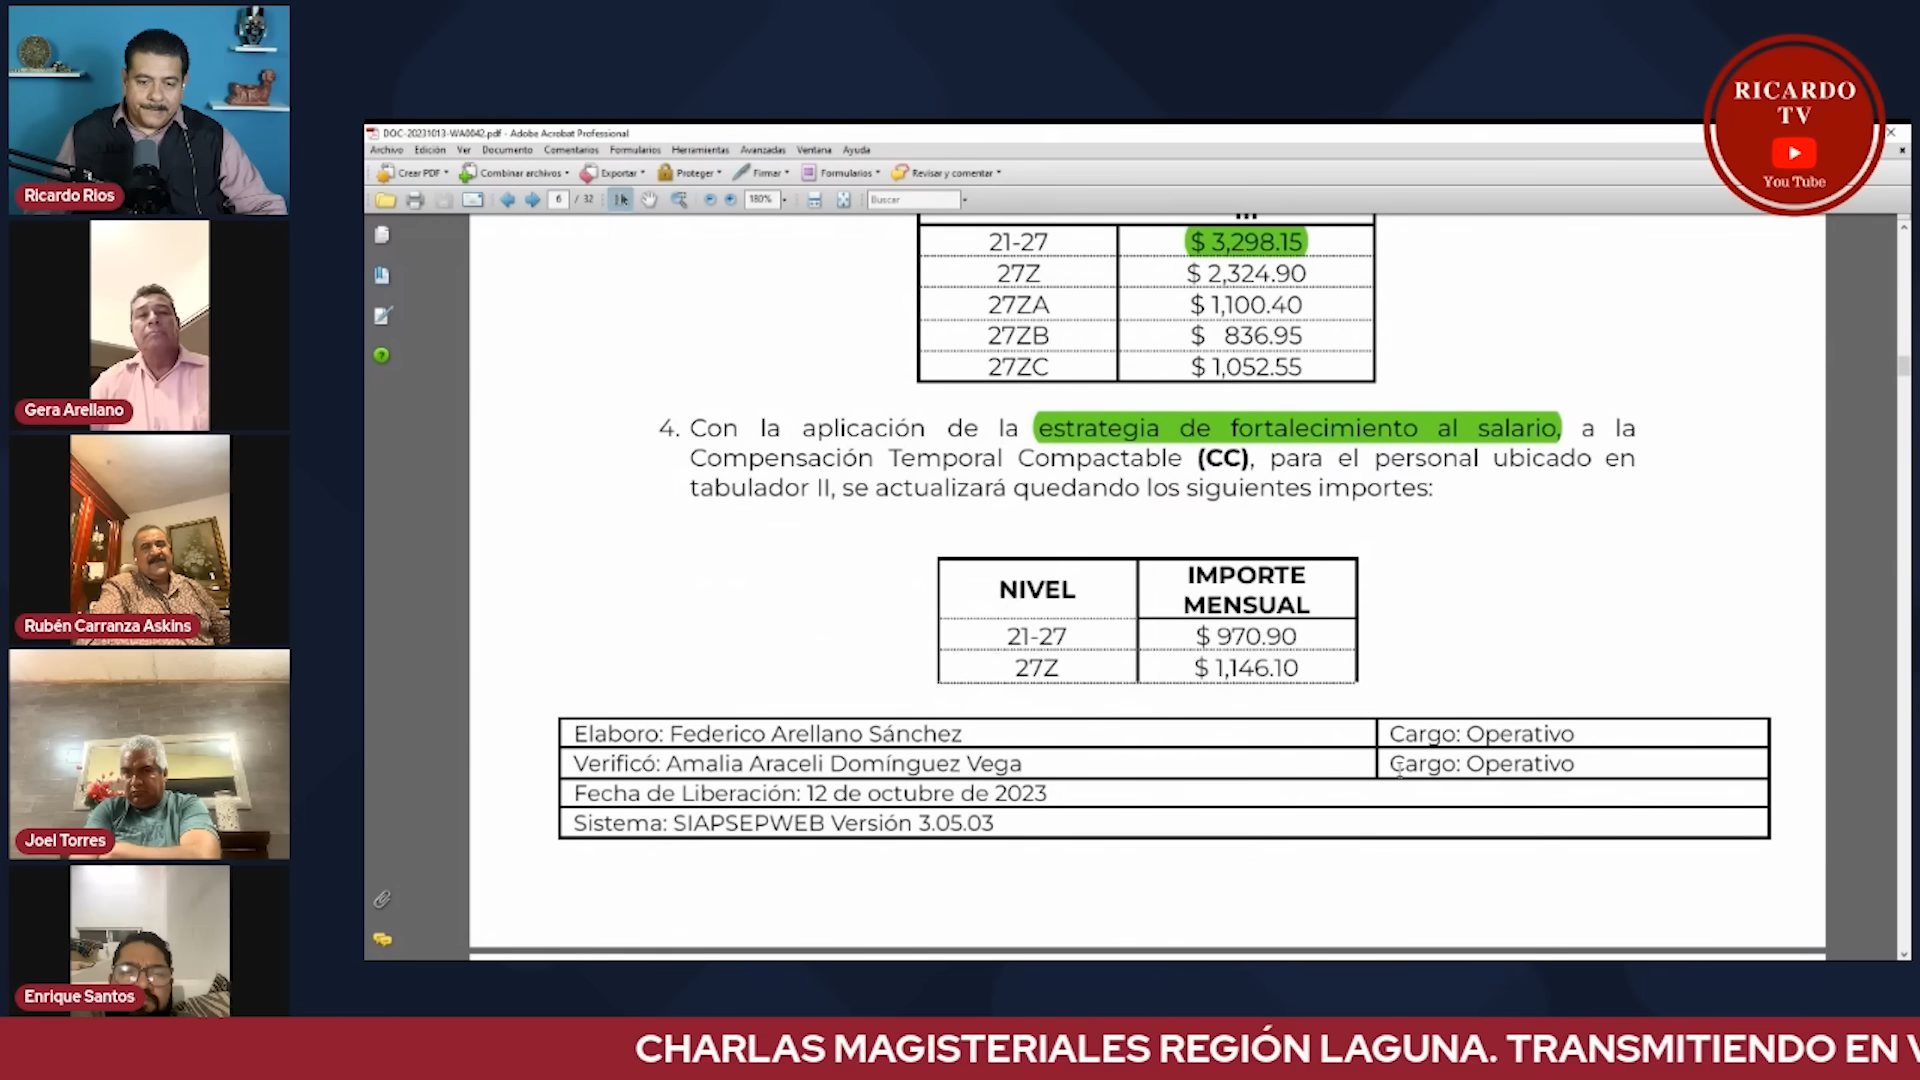 Ricardo Rios
Gera Arellano
Rubén Carranza Askins
Joel Torres
Enrique Santos
RICARDO
TV
You Tube
DOC-20231013-WA0042.pdf - Adobe Acrobat Professional
Archivo Edición Ver Documento Comentarios Formularios Herramientas Avanzadas Ventana Ayuda
Crear PDF Combinar archivos Exportar Proteger Firmar Formularios Revisar y comentar
6 / 32 180% Buscar
21-27 $ 3,298.15
27Z $ 2,324.90
27ZA $ 1,100.40
27ZB $ 836.95
27ZC $ 1,052.55
4. Con la aplicación de la estrategia de fortalecimiento al salario, a la
Compensación Temporal Compactable (CC), para el personal ubicado en
tabulador II, se actualizará quedando los siguientes importes:
NIVEL IMPORTE
MENSUAL
21-27 $ 970.90
27Z $ 1,146.10
Elaboro: Federico Arellano Sánchez Cargo: Operativo
Verificó: Amalia Araceli Domínguez Vega Cargo: Operativo
Fecha de Liberación: 12 de octubre de 2023
Sistema: SIAPSEPWEB Versión 3.05.03
CHARLAS MAGISTERIALES REGIÓN LAGUNA. TRANSMITIENDO EN V